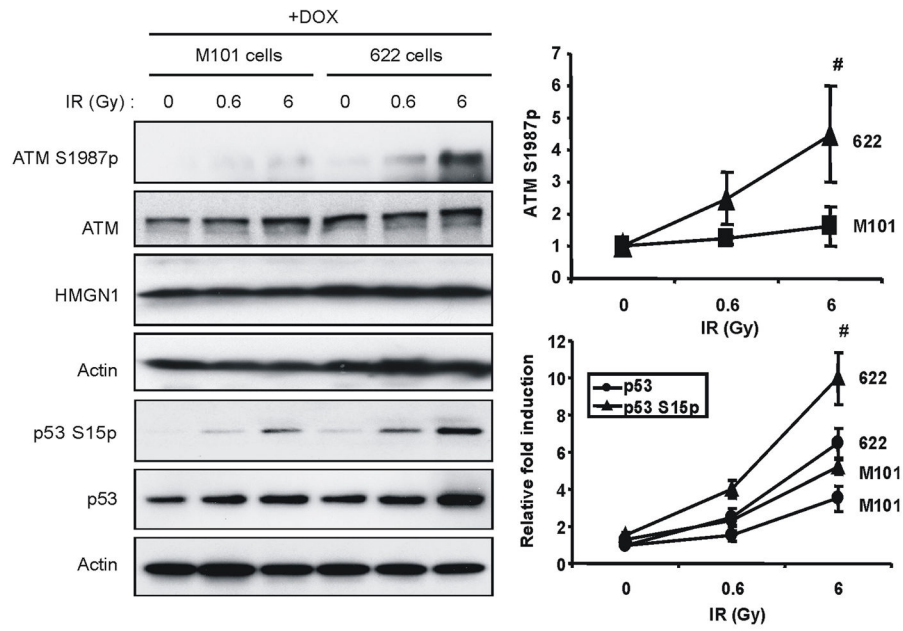 +DOX
M101 cells 622 cells
IR (Gy) : 0 0.6 6 0 0.6 6
ATM S1987p
ATM
HMGN1
Actin
p53 S15p
p53
Actin
7
6
5
4
3
2
1
0
ATM S1987p
#
622
M101
0 0.6 6
IR (Gy)
12
10
8
6
4
2
0
Relative fold induction
p53
p53 S15p
#
622
622
M101
M101
0 0.6 6
IR (Gy)